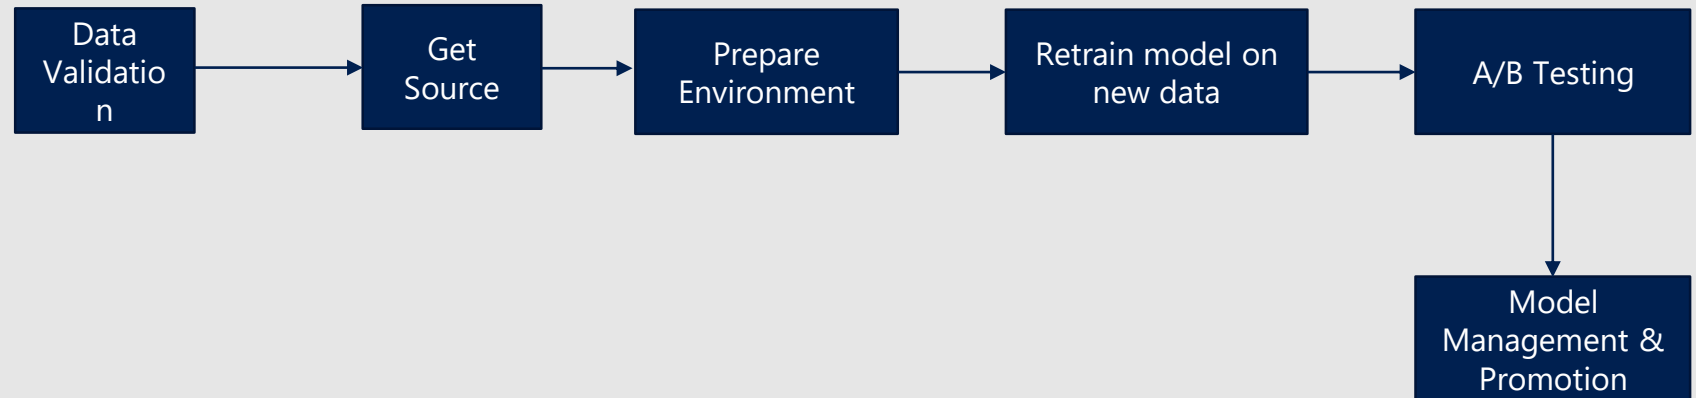 Data
Validatio
n
Get
Source
Prepare
Environment
Retrain model on
new data
A/B Testing
Model
Management &
Promotion